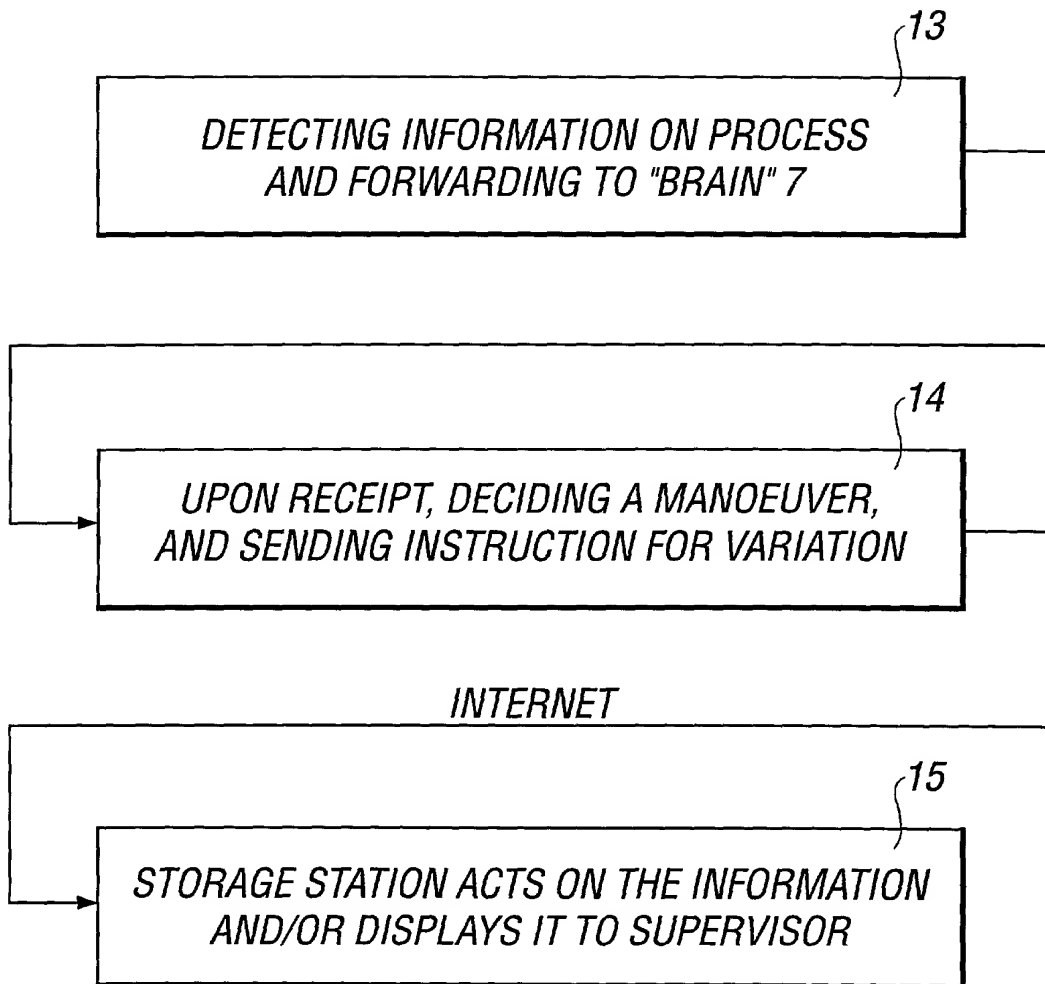 13
DETECTING INFORMATION ON PROCESS
AND FORWARDING TO "BRAIN" 7
14
UPON RECEIPT, DECIDING A MANOEUVER,
AND SENDING INSTRUCTION FOR VARIATION
INTERNET
15
STORAGE STATION ACTS ON THE INFORMATION
AND/OR DISPLAYS IT TO SUPERVISOR